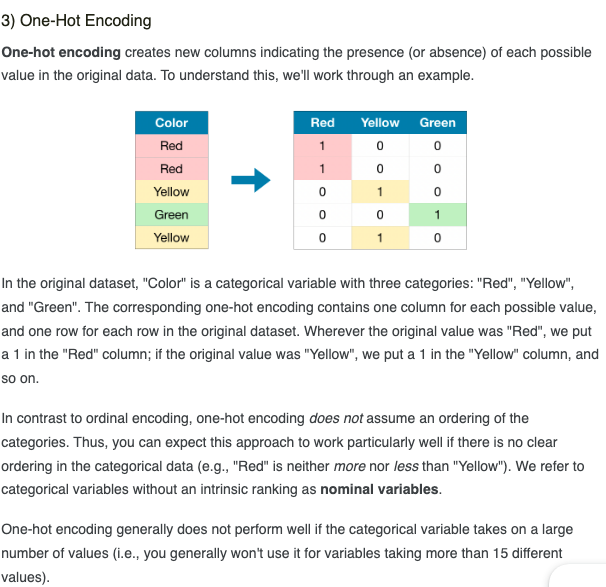 3) One-Hot Encoding
One-hot encoding creates new columns indicating the presence (or absence) of each possible
value in the original data. To understand this, we'll work through an example.
Color
Red
Red
Yellow
Green
Yellow
Red Yellow Green
1 0 0
1 0 0
0 1 0
0 0 1
0 1 0
In the original dataset, "Color" is a categorical variable with three categories: "Red", "Yellow",
and "Green". The corresponding one-hot encoding contains one column for each possible value,
and one row for each row in the original dataset. Wherever the original value was "Red", we put
a 1 in the "Red" column; if the original value was "Yellow", we put a 1 in the "Yellow" column, and
so on.
In contrast to ordinal encoding, one-hot encoding does not assume an ordering of the
categories. Thus, you can expect this approach to work particularly well if there is no clear
ordering in the categorical data (e.g., "Red" is neither more nor less than "Yellow"). We refer to
categorical variables without an intrinsic ranking as nominal variables.
One-hot encoding generally does not perform well if the categorical variable takes on a large
number of values (i.e., you generally won't use it for variables taking more than 15 different
values).